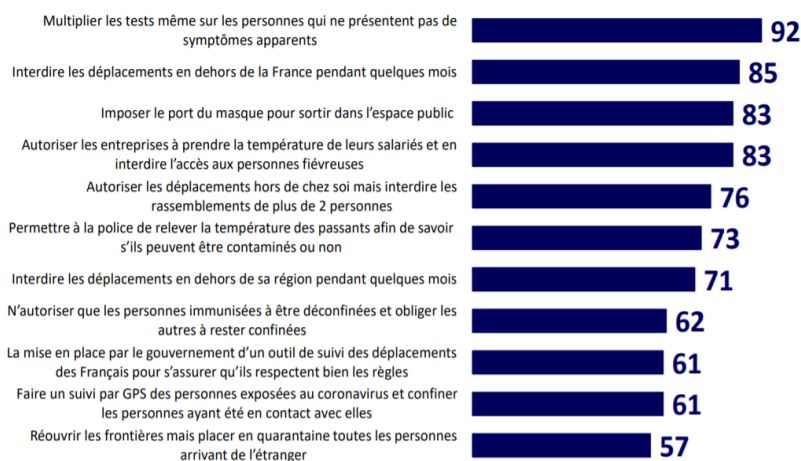 Multiplier les tests même sur les personnes qui ne présentent pas de
symptômes apparents
92
Interdire les déplacements en dehors de la France pendant quelques mois
85
Imposer le port du masque pour sortir dans l'espace public
83
Autoriser les entreprises à prendre la température de leurs salariés et en
interdire l'accès aux personnes fiévreuses
83
Autoriser les déplacements hors de chez soi mais interdire les
rassemblements de plus de 2 personnes
76
Permettre à la police de relever la température des passants afin de savoir
s'ils peuvent être contaminés ou non
73
Interdire les déplacements en dehors de sa région pendant quelques mois
71
N'autoriser que les personnes immunisées à être déconfinées et obliger les
autres à rester confinées
62
La mise en place par le gouvernement d'un outil de suivi des déplacements
des Français pour s'assurer qu'ils respectent bien les règles
61
Faire un suivi par GPS des personnes exposées au coronavirus et confiner
les personnes ayant été en contact avec elles
61
Réouvrir les frontières mais placer en quarantaine toutes les personnes
arrivant de l'étranger
57